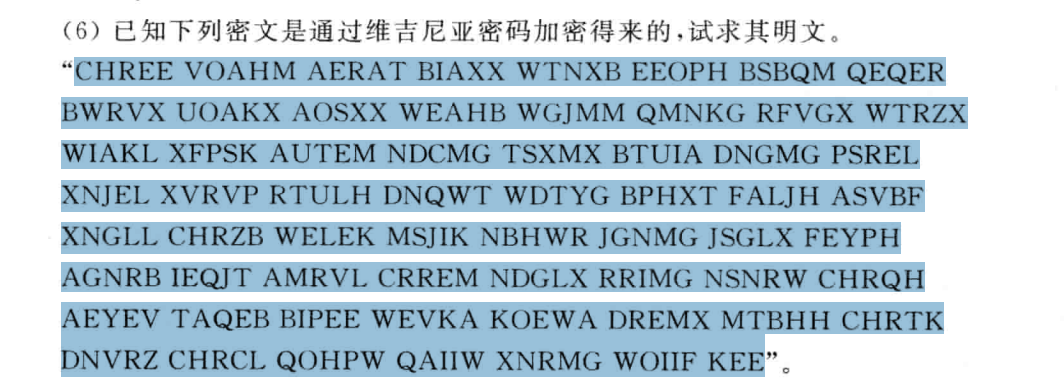 (6) 已知下列密文是通过维吉尼亚密码加密得来的,试求其明文。
“CHREE VOAHM AERAT BIAXX WTNXB EEOPH BSBQM QEQER
BWRVX UOAKX AOSXX WEAHB WGJMM QMNKG RFVGX WTRZX
WIAKL XFPSK AUTEM NDCMG TSXMX BTUIA DNGMG PSREL
XNJEL XVRVP RTULH DNQWT WDTYG BPHXT FALJH ASVBF
XNGLL CHRZB WELEK MSJIK NBHWR JGNMG JSGLX FEYPH
AGNRB IEQJT AMRVL CRREM NDGLX RRIMG NSNRW CHRQH
AEYEV TAQEB BIPEE WEVKA KOEWA DREMX MTBHH CHRTK
DNVRZ CHRCL QOHPW QAIIW XNRMG WOIIF KEE”。